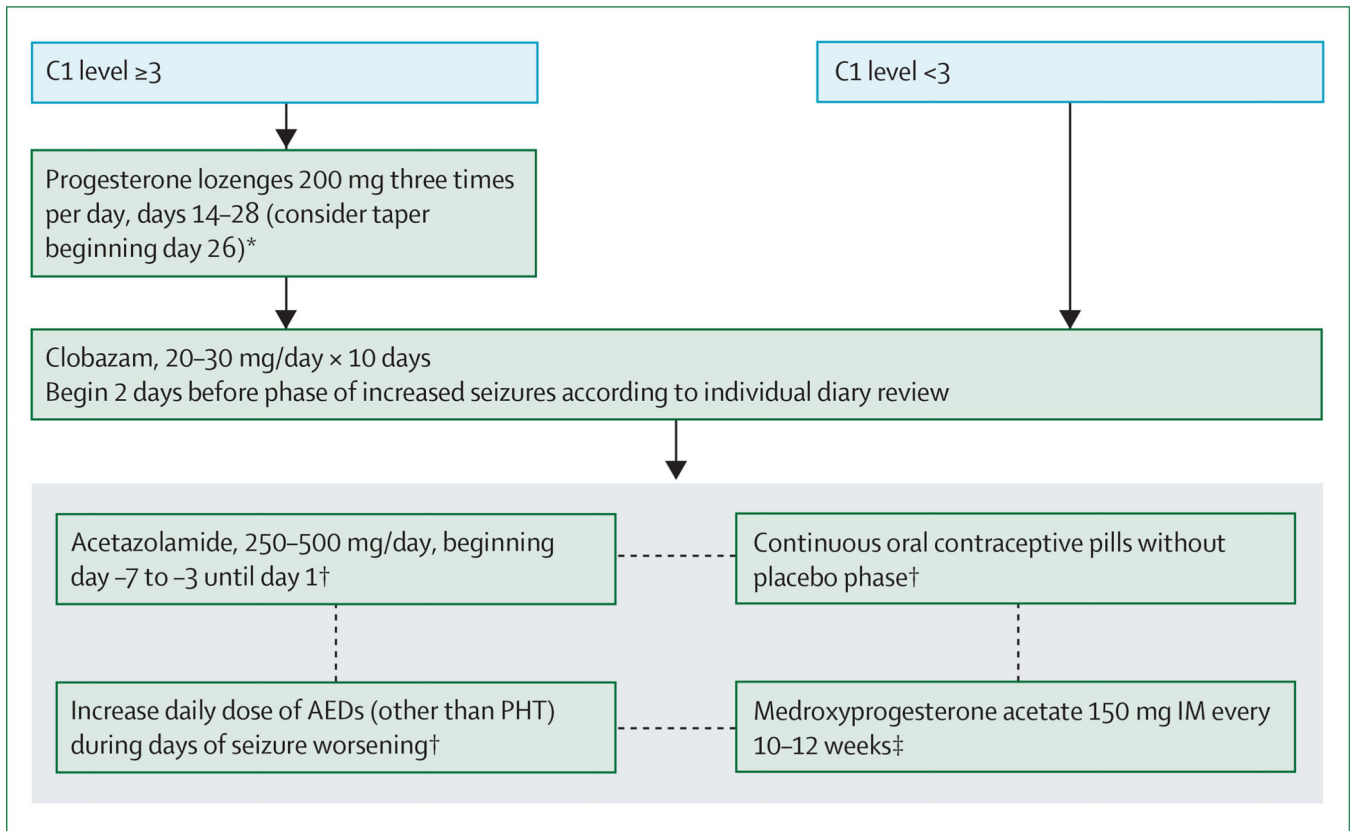 C1 level ≥3
C1 level <3
Progesterone lozenges 200 mg three times
per day, days 14–28 (consider taper
beginning day 26)*
Clobazam, 20–30 mg/day × 10 days
Begin 2 days before phase of increased seizures according to individual diary review
Acetazolamide, 250–500 mg/day, beginning
day –7 to –3 until day 1†
Continuous oral contraceptive pills without
placebo phase†
Increase daily dose of AEDs (other than PHT)
during days of seizure worsening†
Medroxyprogesterone acetate 150 mg IM every
10–12 weeks‡